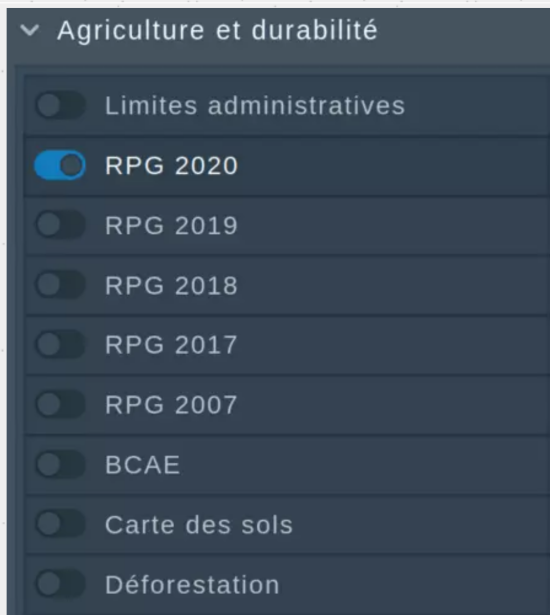 Agriculture et durabilité
Limites administratives
RPG 2020
RPG 2019
RPG 2018
RPG 2017
RPG 2007
BCAE
Carte des sols
Déforestation